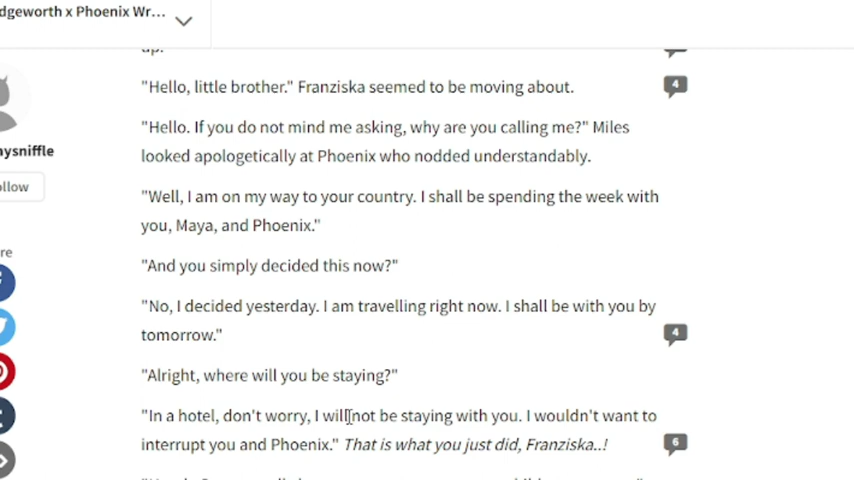 dgeworth x Phoenix Wr...
up.
"Hello, little brother." Franziska seemed to be moving about.
4
"Hello. If you do not mind me asking, why are you calling me?" Miles
looked apologetically at Phoenix who nodded understandably.
aysniffle
ollow
"Well, I am on my way to your country. I shall be spending the week with
you, Maya, and Phoenix."
re
"And you simply decided this now?"
"No, I decided yesterday. I am travelling right now. I shall be with you by
tomorrow."
4
"Alright, where will you be staying?"
"In a hotel, don't worry, I will not be staying with you. I wouldn't want to
interrupt you and Phoenix." That is what you just did, Franziska..!
6